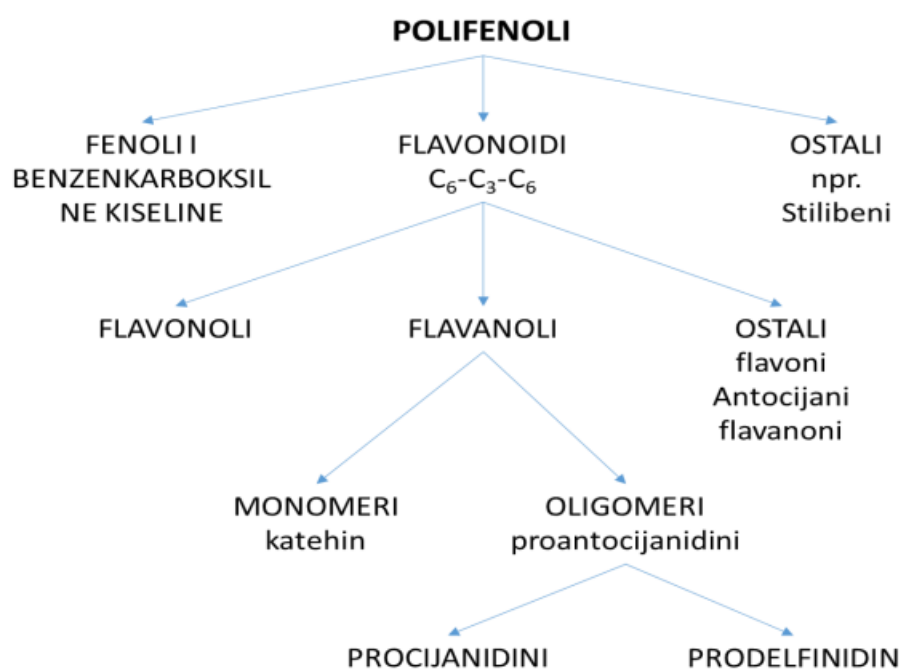 POLIFENOLI
FENOLI I
BENZENKARBOKSIL
NE KISELINE
FLAVONOIDI
C₆-C₃-C₆
OSTALI
npr.
Stilibeni
FLAVONOLI
FLAVANOLI
OSTALI
flavoni
Antocijani
flavanoni
MONOMERI
katehin
OLIGOMERI
proantocijanidini
PROCIJANIDINI
PRODELFINIDIN